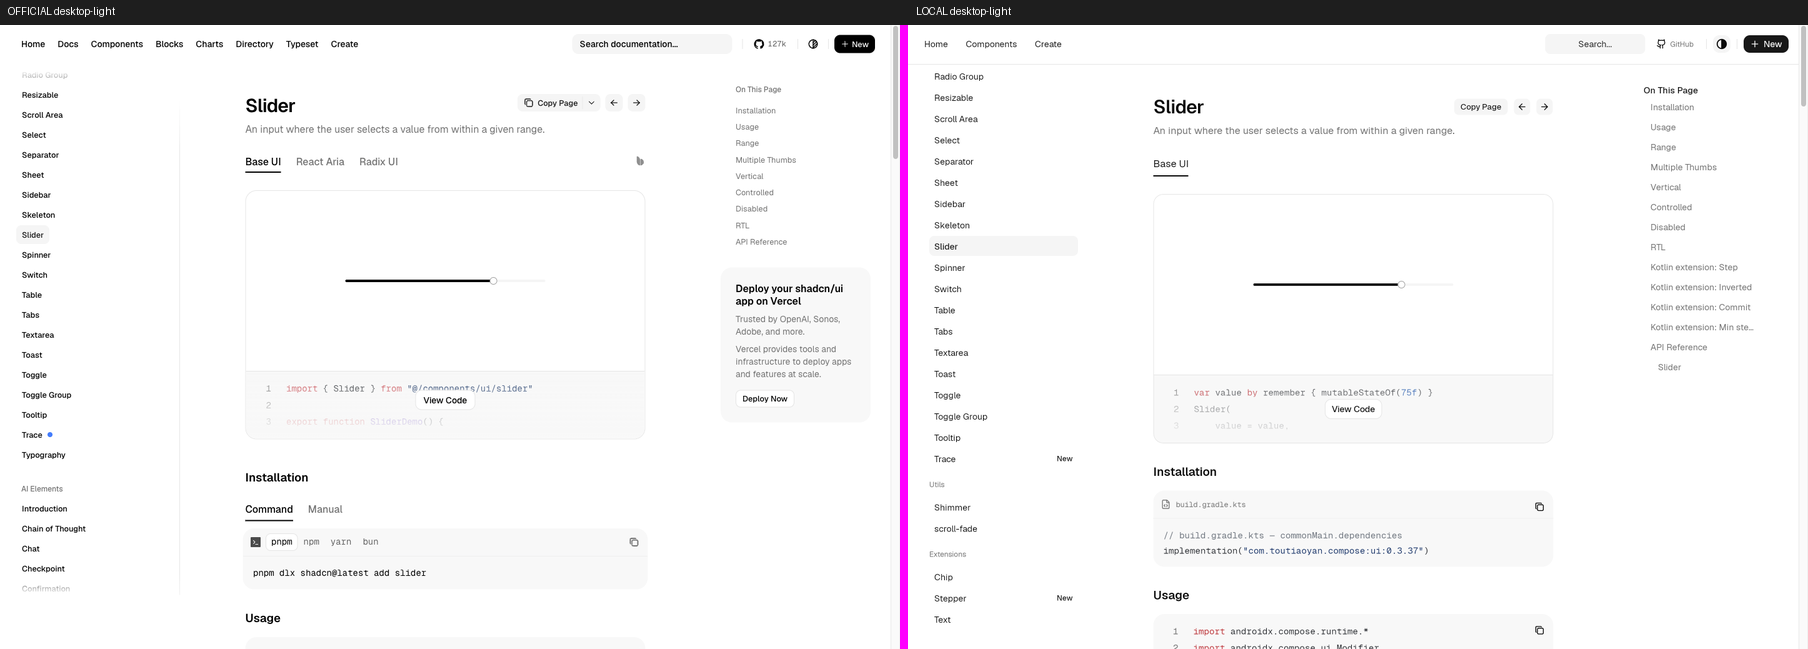 OFFICIAL desktop-light
Home Docs Components Blocks Charts Directory Typeset Create
Search documentation...
127k
+ New
Radio Group
Resizable
Scroll Area
Select
Separator
Sheet
Sidebar
Skeleton
Slider
Spinner
Switch
Table
Tabs
Textarea
Toast
Toggle
Toggle Group
Tooltip
Trace
Typography
AI Elements
Introduction
Chain of Thought
Chat
Checkpoint
Confirmation
Slider
Copy Page
An input where the user selects a value from within a given range.
Base UI React Aria Radix UI
1 import { Slider } from "@/components/ui/slider"
2
View Code
3 export function SliderDemo() {
Installation
Command Manual
pnpm npm yarn bun
pnpm dlx shadcn@latest add slider
Usage
On This Page
Installation
Usage
Range
Multiple Thumbs
Vertical
Controlled
Disabled
RTL
API Reference
Deploy your shadcn/ui
app on Vercel
Trusted by OpenAI, Sonos,
Adobe, and more.
Vercel provides tools and
infrastructure to deploy apps
and features at scale.
Deploy Now
LOCAL desktop-light
Home Components Create
Search...
GitHub
+ New
Radio Group
Resizable
Scroll Area
Select
Separator
Sheet
Sidebar
Skeleton
Slider
Spinner
Switch
Table
Tabs
Textarea
Toast
Toggle
Toggle Group
Tooltip
Trace New
Utils
Shimmer
scroll-fade
Extensions
Chip
Stepper New
Text
Slider
Copy Page
An input where the user selects a value from within a given range.
Base UI
1 var value by remember { mutableStateOf(75f) }
2 Slider(
View Code
3 value = value,
Installation
build.gradle.kts
// build.gradle.kts — commonMain.dependencies
implementation("com.toutiaoyan.compose:ui:0.3.37")
Usage
1 import androidx.compose.runtime.*
2 import androidx.compose.ui.Modifier
On This Page
Installation
Usage
Range
Multiple Thumbs
Vertical
Controlled
Disabled
RTL
Kotlin extension: Step
Kotlin extension: Inverted
Kotlin extension: Commit
Kotlin extension: Min ste...
API Reference
Slider